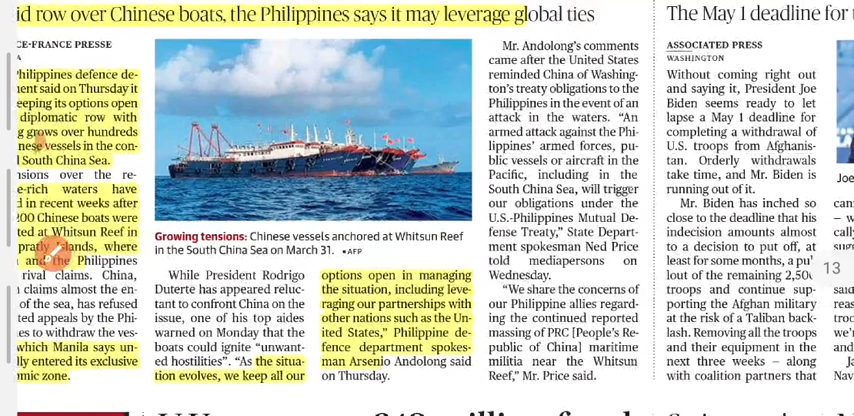 id row over Chinese boats, the Philippines says it may leverage global ties
CE-FRANCE PRESSE
A
Philippines defence de-
ment said on Thursday it
eeping its options open
diplomatic row with
g grows over hundreds
nese vessels in the con-
South China Sea.
nsions over the re-
e-rich waters have
d in recent weeks after
200 Chinese boats were
ted at Whitsun Reef in
pratly Islands, where
and the Philippines
rival claims. China,
claims almost the en-
of the sea, has refused
ted appeals by the Phi-
es to withdraw the ves-
which Manila says un-
lly entered its exclusive
omic zone.
Growing tensions: Chinese vessels anchored at Whitsun Reef
in the South China Sea on March 31. •AFP
While President Rodrigo
Duterte has appeared reluc-
tant to confront China on the
issue, one of his top aides
warned on Monday that the
boats could ignite “unwant-
ed hostilities”. “As the situa-
tion evolves, we keep all our
options open in managing
the situation, including leve-
raging our partnerships with
other nations such as the Un-
ited States,” Philippine de-
fence department spokes-
man Arsenio Andolong said
on Thursday.
Mr. Andolong’s comments
came after the United States
reminded China of Washing-
ton’s treaty obligations to the
Philippines in the event of an
attack in the waters. “An
armed attack against the Phi-
lippines’ armed forces, pu-
blic vessels or aircraft in the
Pacific, including in the
South China Sea, will trigger
our obligations under the
U.S.-Philippines Mutual De-
fense Treaty,” State Depart-
ment spokesman Ned Price
told mediapersons on
Wednesday.
“We share the concerns of
our Philippine allies regard-
ing the continued reported
massing of PRC [People’s Re-
public of China] maritime
militia near the Whitsun
Reef,” Mr. Price said.
The May 1 deadline for
ASSOCIATED PRESS
WASHINGTON
Without coming right out
and saying it, President Joe
Biden seems ready to let
lapse a May 1 deadline for
completing a withdrawal of
U.S. troops from Afghanis-
tan. Orderly withdrawals
take time, and Mr. Biden is
running out of it.
Mr. Biden has inched so
close to the deadline that his
indecision amounts almost
to a decision to put off, at
least for some months, a pul
lout of the remaining 2,500
troops and continue sup-
porting the Afghan military
at the risk of a Taliban back-
lash. Removing all the troops
and their equipment in the
next three weeks – along
with coalition partners that
Joe
13